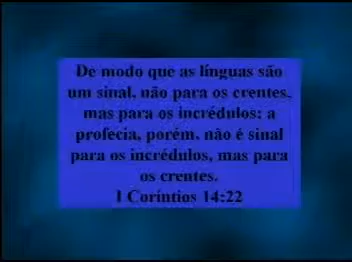 De modo que as línguas são
um sinal, não para os crentes,
mas para os incrédulos; a
profecia, porém, não é sinal
para os incrédulos, mas para
os crentes.
I Coríntios 14:22